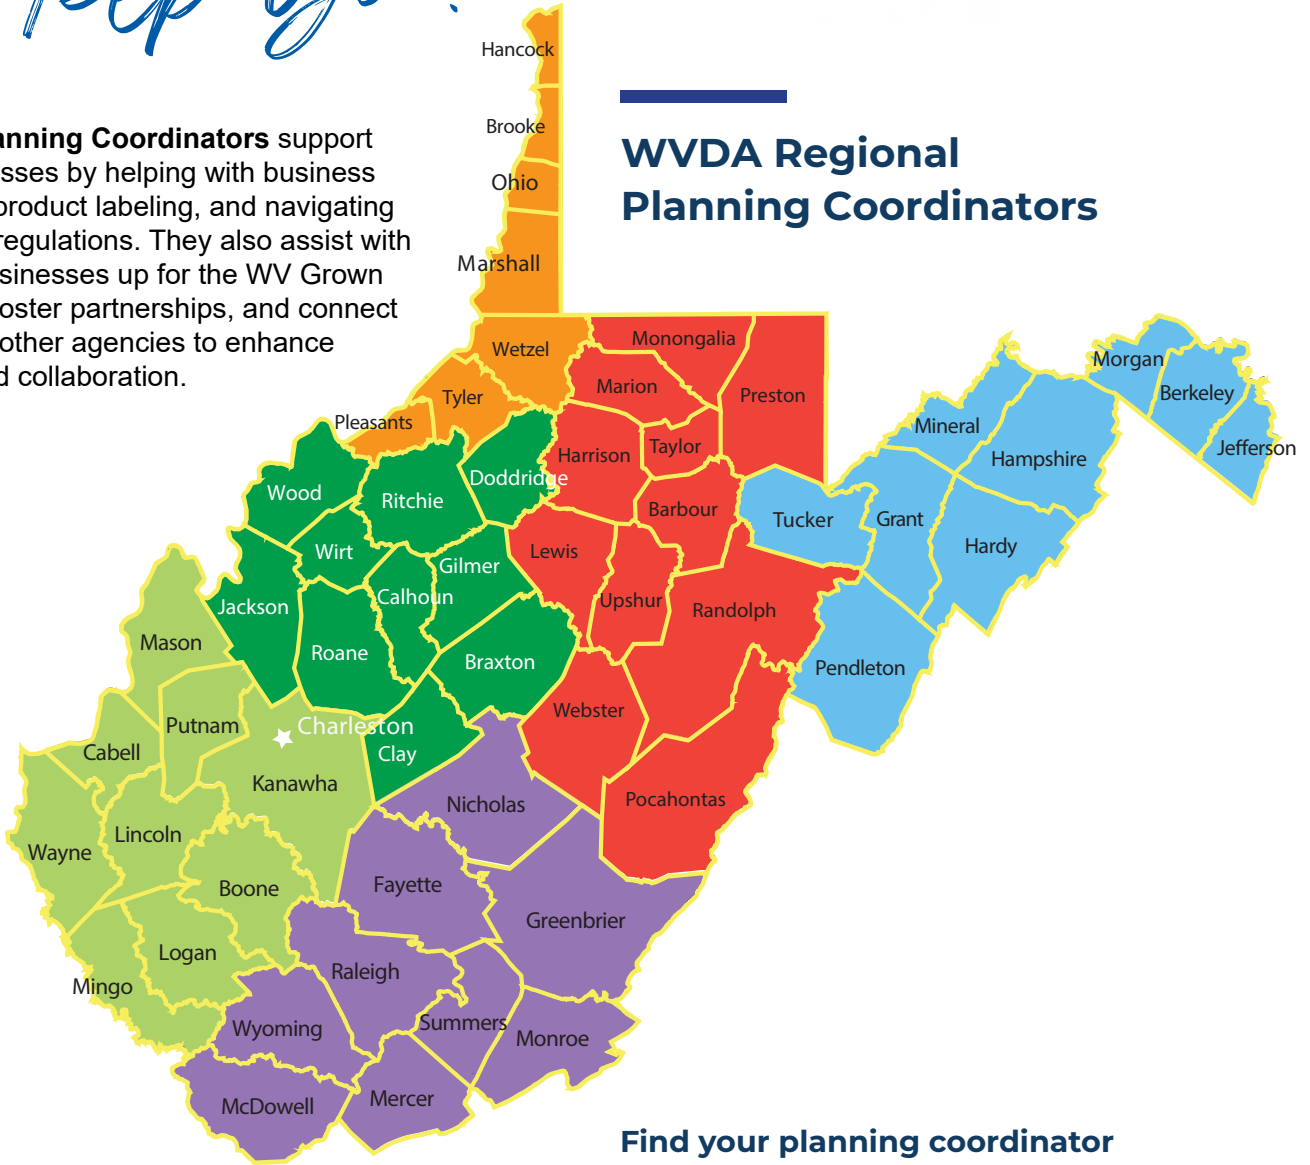 anning Coordinators support
sses by helping with business
product labeling, and navigating
regulations. They also assist with
sinesses up for the WV Grown
oster partnerships, and connect
other agencies to enhance
d collaboration.
WVDA Regional
Planning Coordinators
Hancock
Brooke
Ohio
Marshall
Wetzel
Monongalia
Marion
Preston
Tyler
Pleasants
Harrison
Taylor
Doddridge
Wood
Ritchie
Barbour
Tucker
Grant
Mineral
Hampshire
Morgan
Berkeley
Jefferson
Hardy
Wirt
Gilmer
Lewis
Calhoun
Upshur
Randolph
Jackson
Mason
Roane
Braxton
Pendleton
Webster
Putnam
Charleston
Cabell
Clay
Kanawha
Nicholas
Pocahontas
Lincoln
Wayne
Boone
Fayette
Greenbrier
Logan
Raleigh
Mingo
Wyoming
Summers
Monroe
McDowell
Mercer
Find your planning coordinator